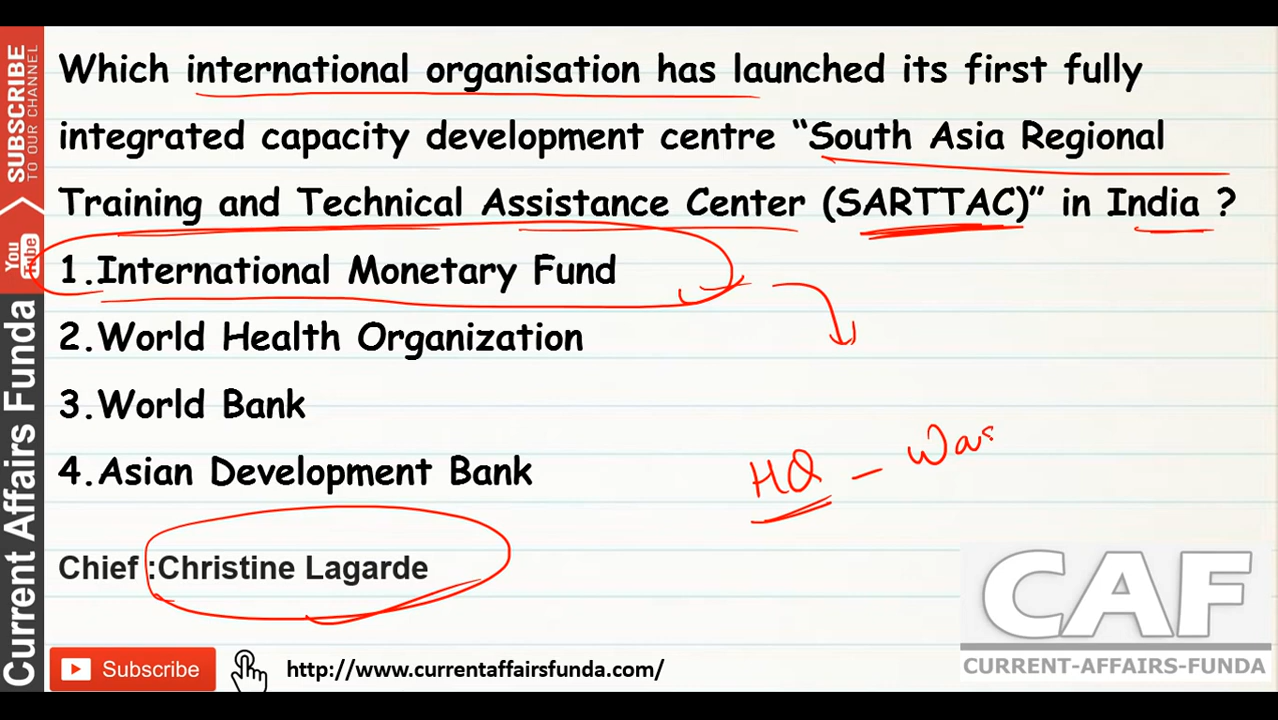 SUBSCRIBE
TO OUR CHANNEL
You
Tube
Current Affairs Funda
Which international organisation has launched its first fully
integrated capacity development centre “South Asia Regional
Training and Technical Assistance Center (SARTTAC)” in India ?
1.International Monetary Fund
2.World Health Organization
3.World Bank
4.Asian Development Bank
HQ – Was
Chief :Christine Lagarde
CAF
CURRENT-AFFAIRS-FUNDA
Subscribe
http://www.currentaffairsfunda.com/